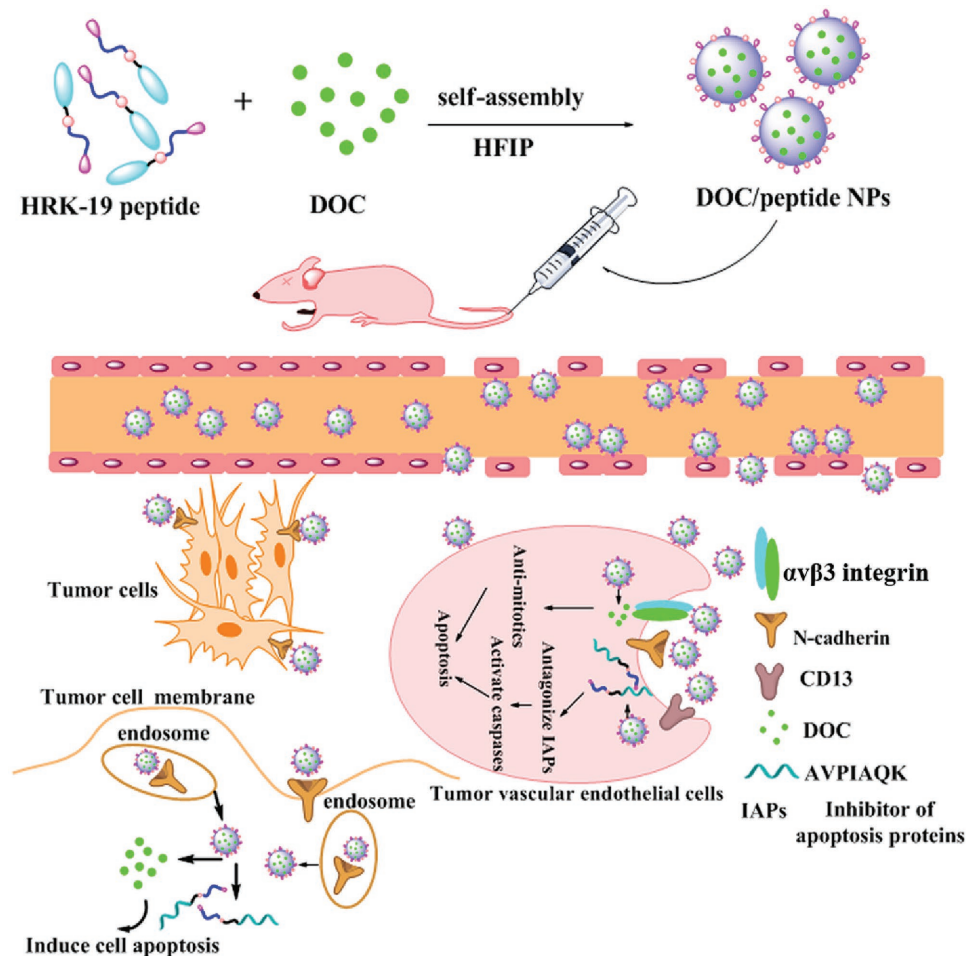 self-assembly
+
HFIP
HRK-19 peptide
DOC
DOC/peptide NPs
Tumor cells
Anti-mitotics
Apoptosis
Antagonize IAPs
Activate caspases
Tumor vascular endothelial cells
αvβ3 integrin
N-cadherin
CD13
DOC
AVPIAQK
IAPs Inhibitor of
apoptosis proteins
Tumor cell membrane
endosome
endosome
Induce cell apoptosis